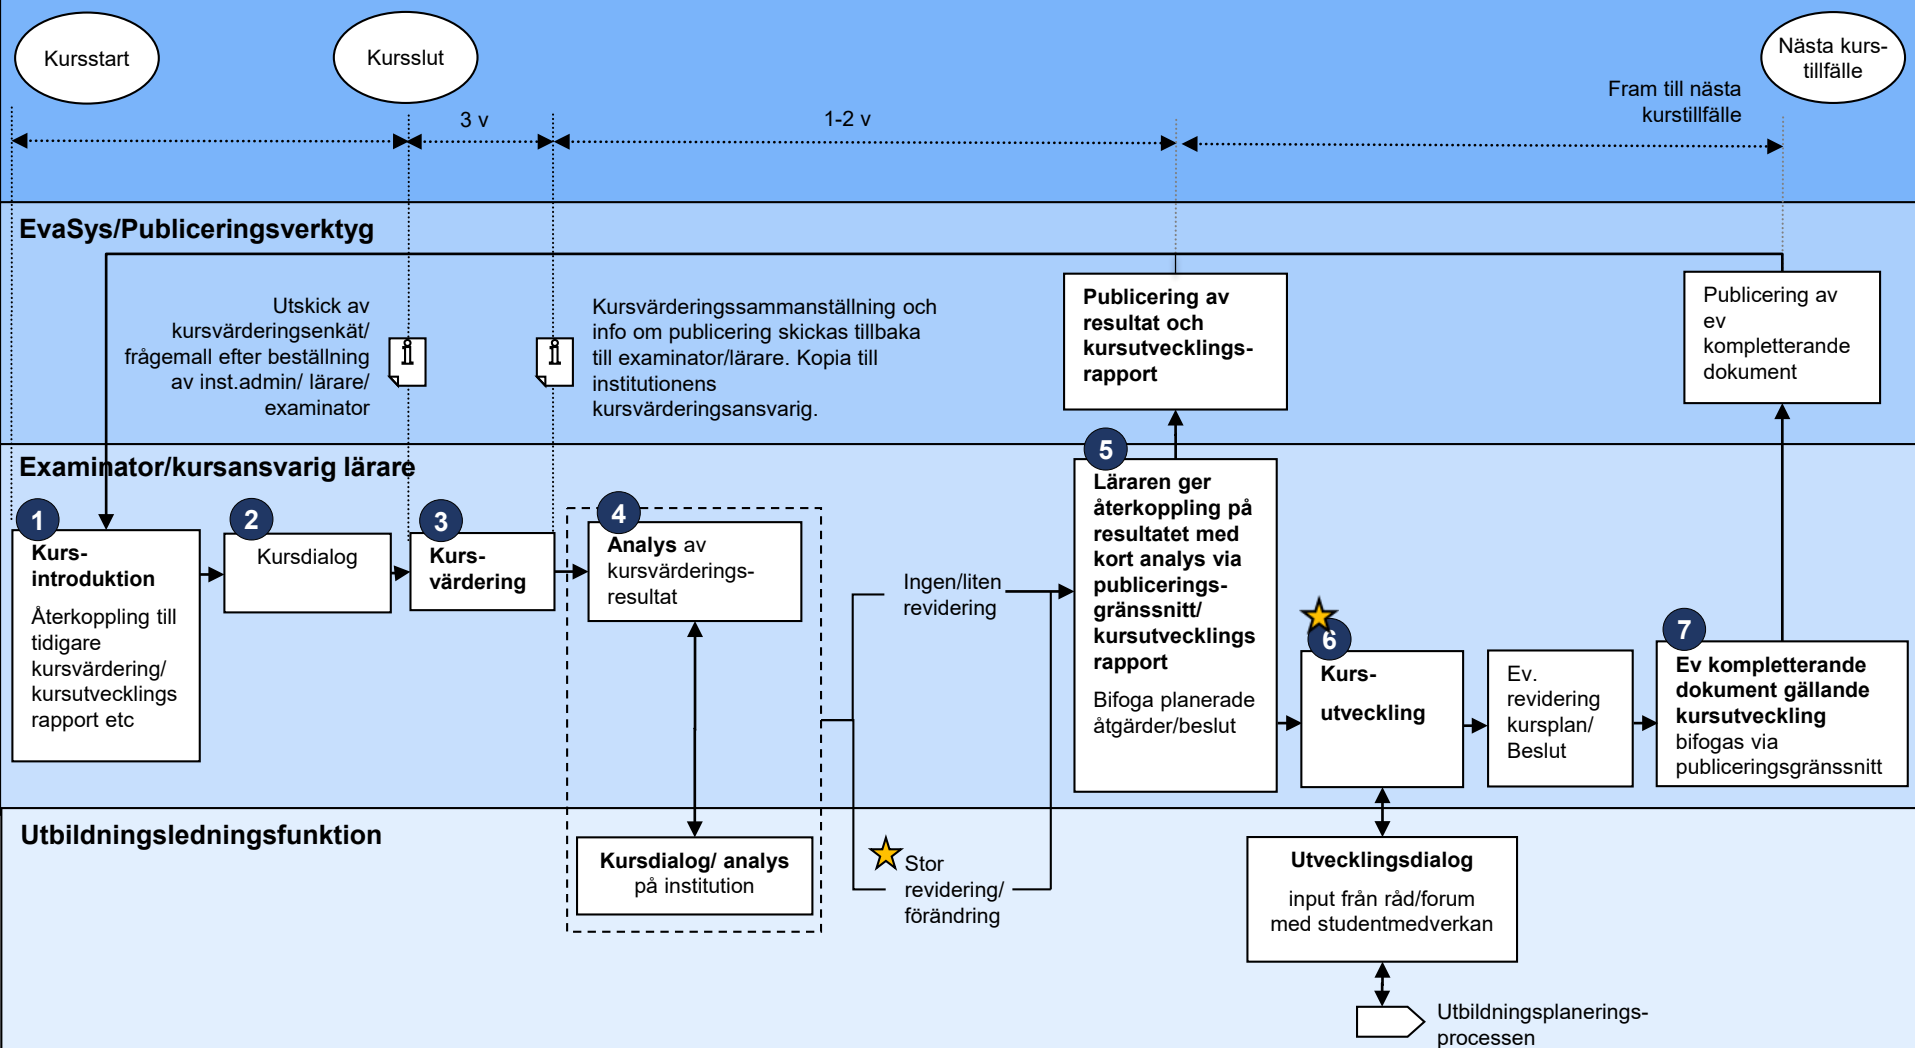 Kursstart
Kursslut
Nästa kurs-
tillfälle
3 v
1-2 v
Fram till nästa
kurstillfälle
EvaSys/Publiceringsverktyg
Utskick av
kursvärderingsenkät/
frågemall efter beställning
av inst.admin/ lärare/
examinator
Kursvärderingssammanställning och
info om publicering skickas tillbaka
till examinator/lärare. Kopia till
institutionens
kursvärderingsansvarig.
Publicering av
resultat och
kursutvecklings-
rapport
Publicering av
ev
kompletterande
dokument
Examinator/kursansvarig lärare
1
Kurs-
introduktion
Återkoppling till
tidigare
kursvärdering/
kursutvecklings
rapport etc
2
Kursdialog
3
Kurs-
värdering
4
Analys av
kursvärderings-
resultat
Ingen/liten
revidering
5
Läraren ger
återkoppling på
resultatet med
kort analys via
publicerings-
gränssnitt/
kursutvecklings
rapport
Bifoga planerade
åtgärder/beslut
6
Kurs-
utveckling
Ev.
revidering
kursplan/
Beslut
7
Ev kompletterande
dokument gällande
kursutveckling
bifogas via
publiceringsgränssnitt
Utbildningsledningsfunktion
Kursdialog/ analys
på institution
Stor
revidering/
förändring
Utvecklingsdialog
input från råd/forum
med studentmedverkan
Utbildningsplanerings-
processen